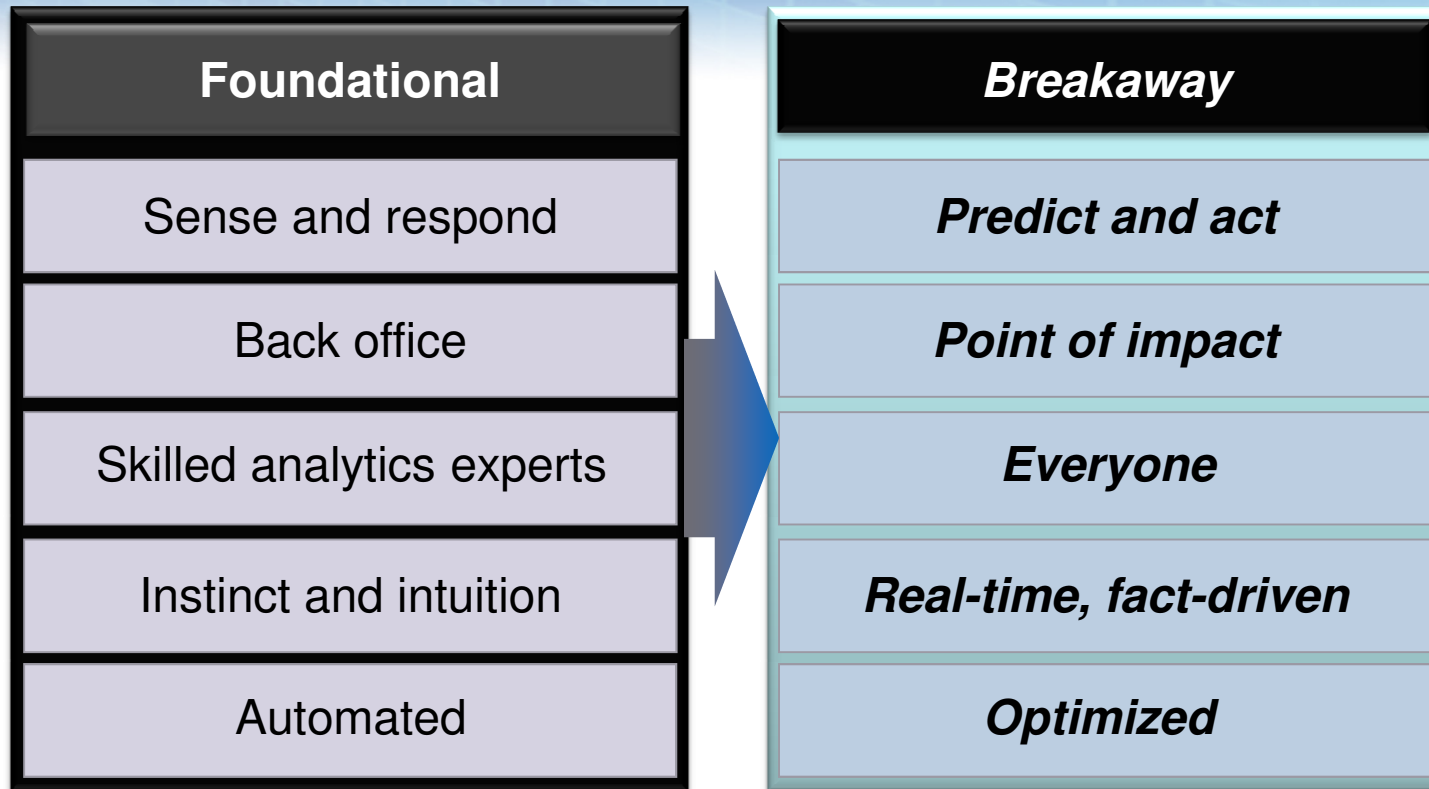 Foundational
Sense and respond
Back office
Skilled analytics experts
Instinct and intuition
Automated
Breakaway
Predict and act
Point of impact
Everyone
Real-time, fact-driven
Optimized